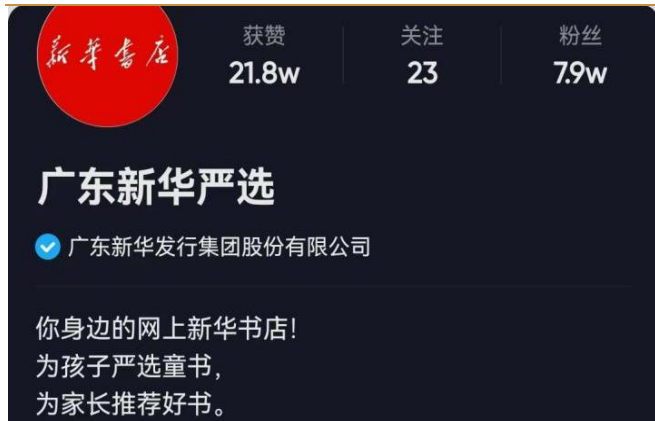 新华书店
获赞 关注 粉丝
21.8w 23 7.9w
广东新华严选
广东新华发行集团股份有限公司
你身边的网上新华书店!
为孩子严选童书,
为家长推荐好书。